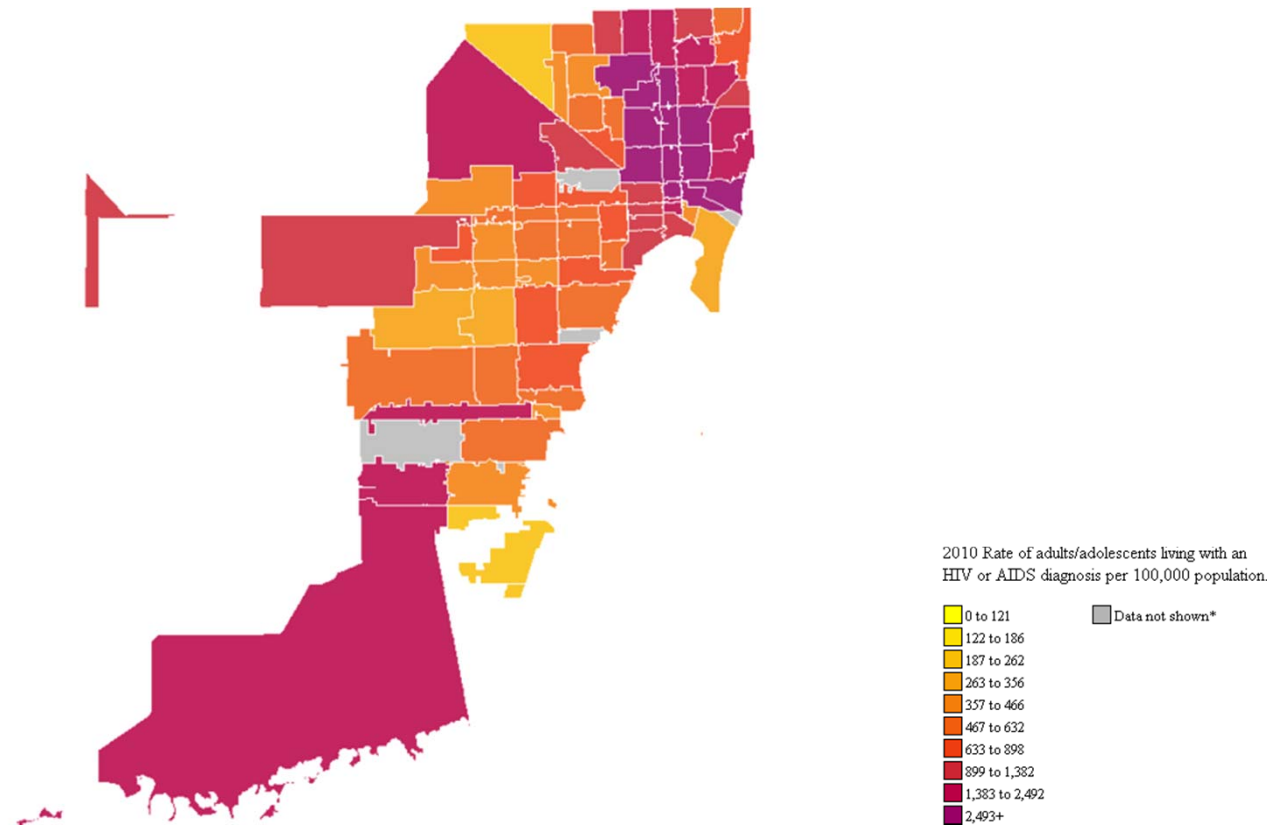 2010 Rate of adults/adolescents living with an
HIV or AIDS diagnosis per 100,000 population.
0 to 121
Data not shown*
122 to 186
187 to 262
263 to 356
357 to 466
467 to 632
633 to 898
899 to 1,382
1,383 to 2,492
2,493+